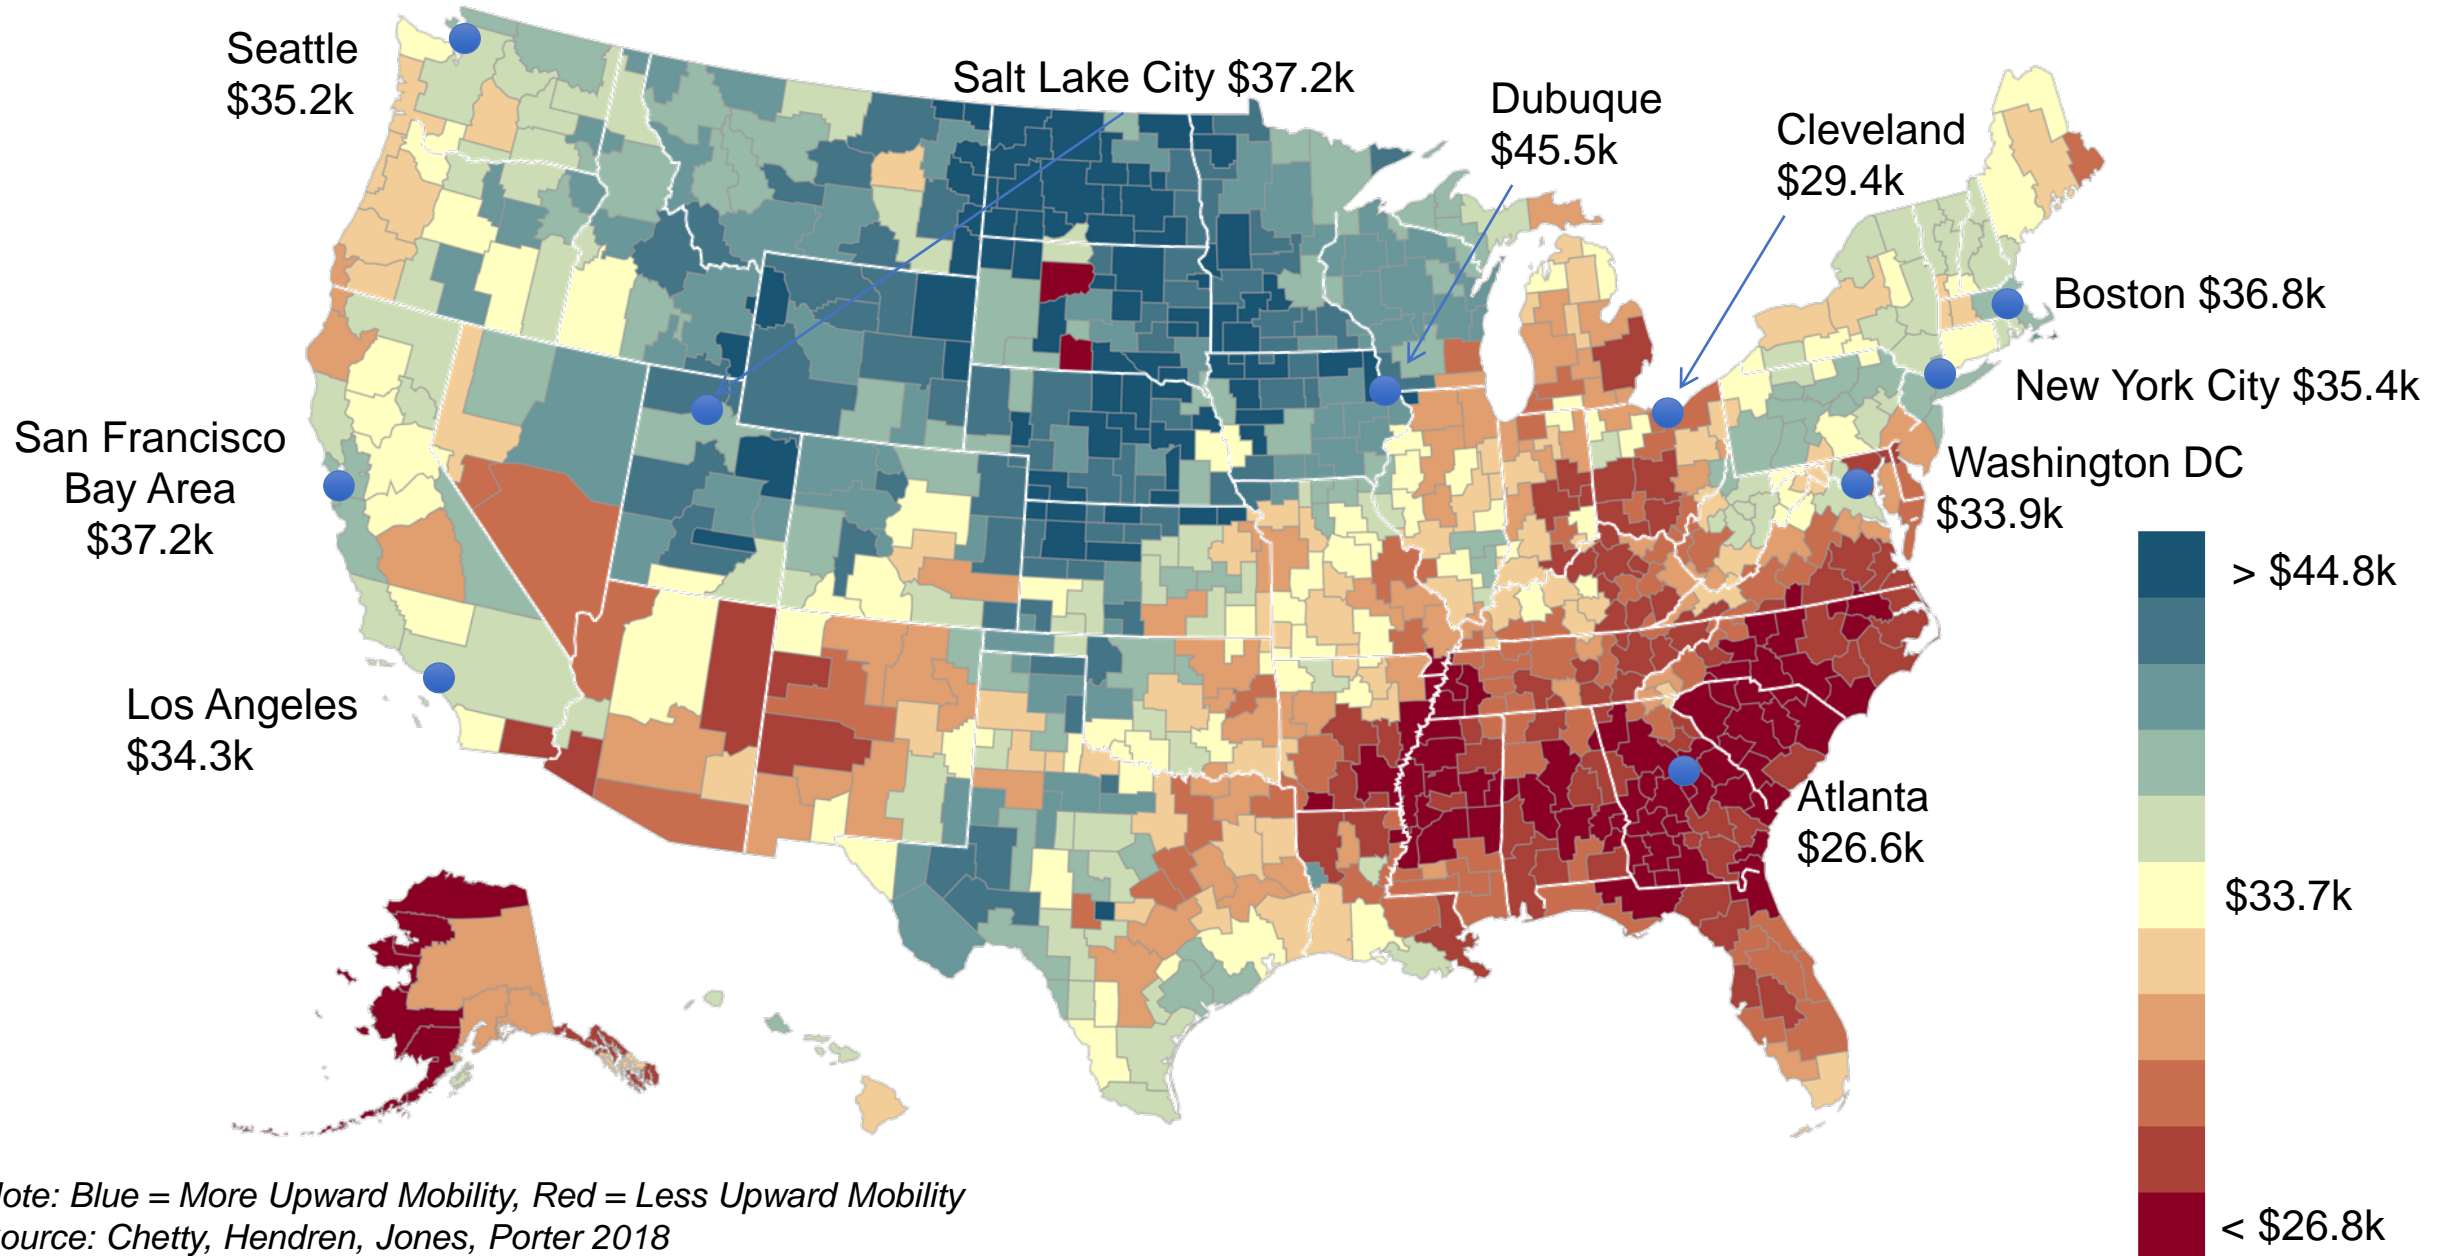 Seattle
$35.2k
Salt Lake City $37.2k
Dubuque
$45.5k
Cleveland
$29.4k
Boston $36.8k
New York City $35.4k
San Francisco
Bay Area
$37.2k
Washington DC
$33.9k
> $44.8k
Los Angeles
$34.3k
Atlanta
$26.6k
$33.7k
< $26.8k
ote: Blue = More Upward Mobility, Red = Less Upward Mobility
ource: Chetty, Hendren, Jones, Porter 2018